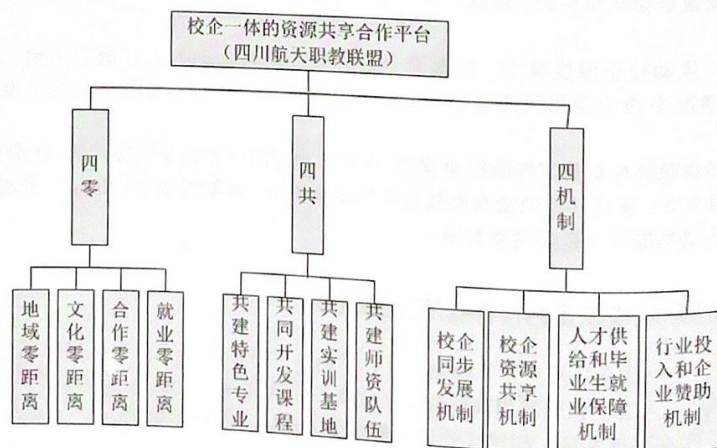 校企一体的资源共享合作平台
（四川航天职教联盟）
四零
四共
四机制
地域零距离
文化零距离
合作零距离
就业零距离
共建特色专业
共同开发课程
共建实训基地
共建师资队伍
校企
同步
发展
机制
校企
资源
共享
机制
人才供
给和毕
业生就
业保障
机制
行业投
入和企
业赞助
机制